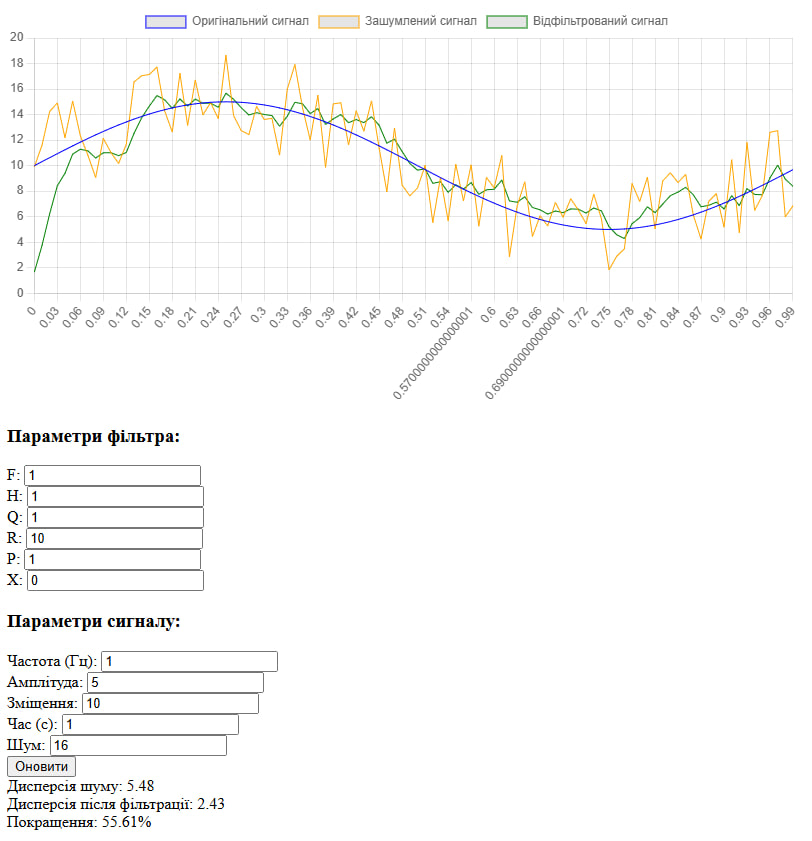 Оригінальний сигнал Зашумлений сигнал Відфільтрований сигнал
20
18
16
14
12
10
8
6
4
2
0
0 0.03 0.06 0.09 0.12 0.15 0.18 0.21 0.24 0.27 0.3 0.33 0.36 0.39 0.42 0.45 0.48 0.51 0.54 0.5700000000000001 0.6 0.63 0.66 0.6900000000000001 0.72 0.75 0.78 0.81 0.84 0.87 0.9 0.93 0.96 0.99
Параметри фільтра:
F: 1
H: 1
Q: 1
R: 10
P: 1
X: 0
Параметри сигналу:
Частота (Гц): 1
Амплітуда: 5
Зміщення: 10
Час (с): 1
Шум: 16
Оновити
Дисперсія шуму: 5.48
Дисперсія після фільтрації: 2.43
Покращення: 55.61%